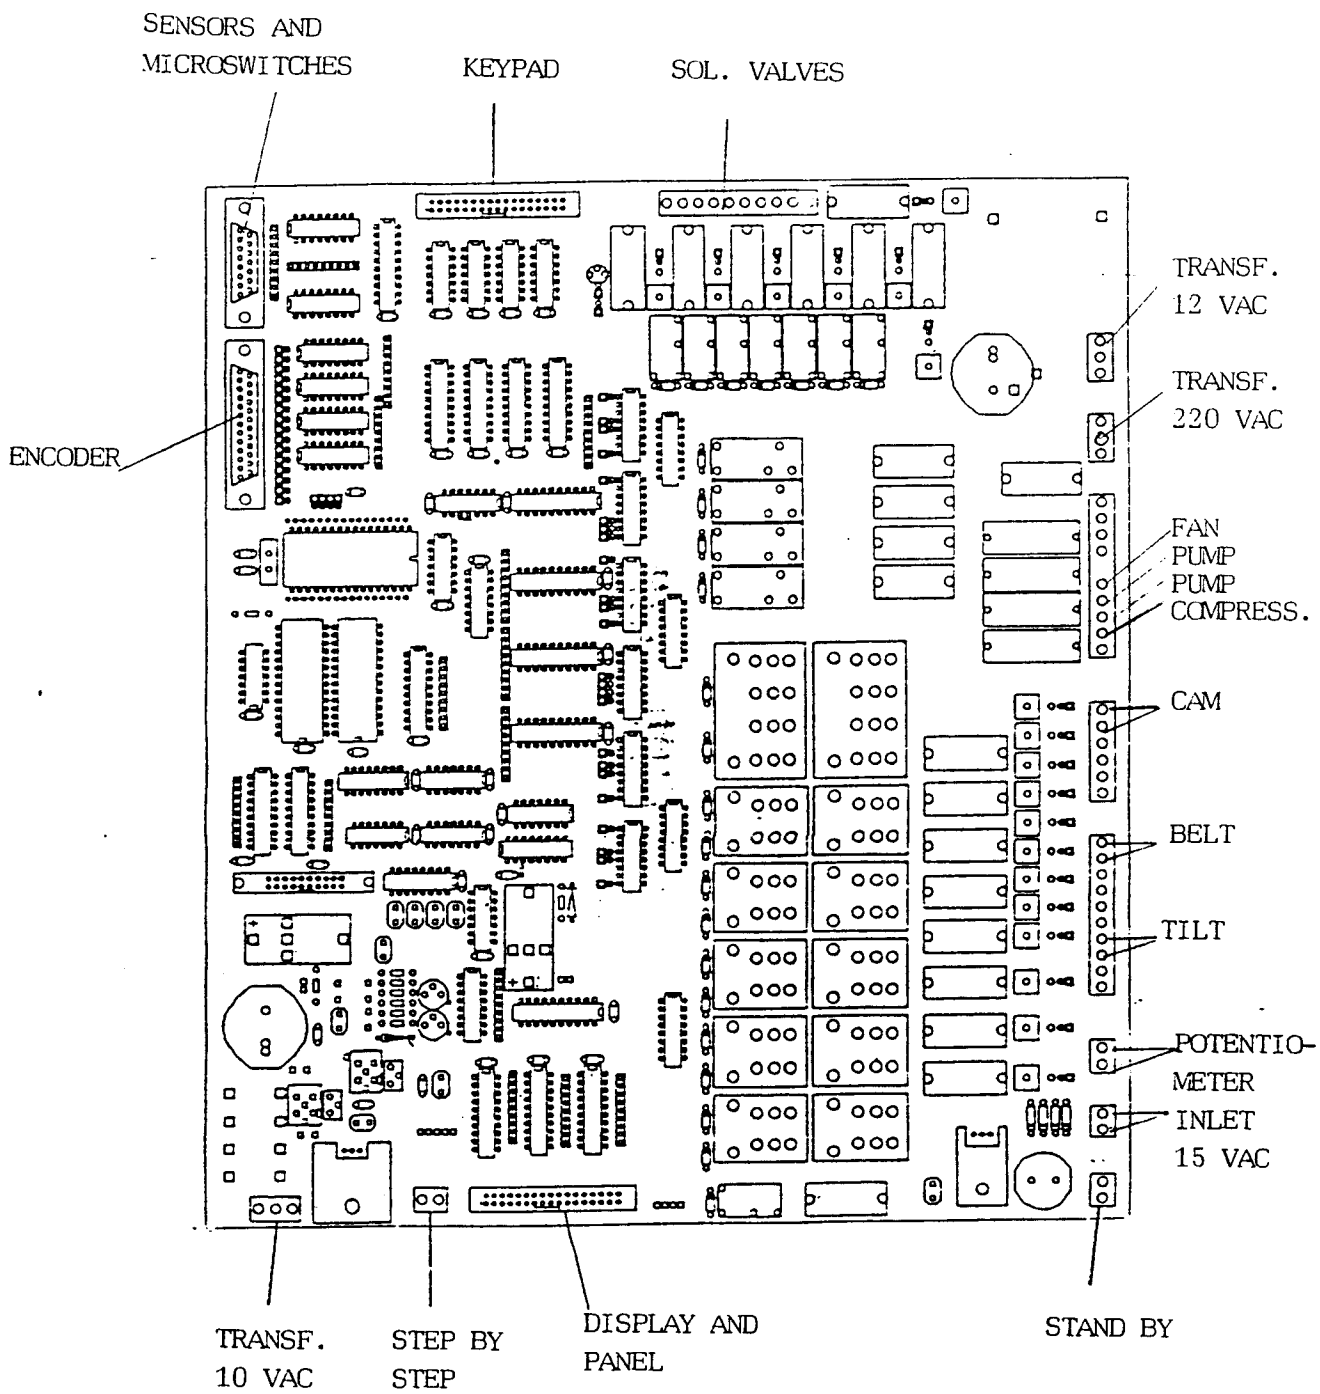 SENSORS AND
MICROSWITCHES
KEYPAD
SOL. VALVES
TRANSF.
12 VAC
TRANSF.
220 VAC
ENCODER
FAN
PUMP
PUMP
COMPRESS.
CAM
BELT
TILT
POTENTIO-
METER
INLET
15 VAC
TRANSF.
10 VAC
STEP BY
STEP
DISPLAY AND
PANEL
STAND BY